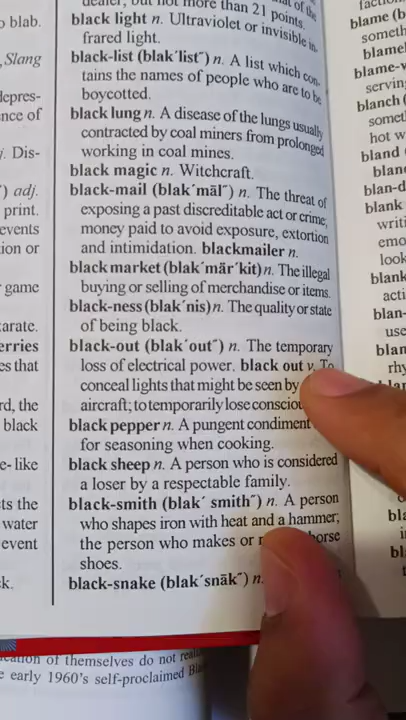 dealer, but not more than 21 points.
black light n. Ultraviolet or invisible in-
frared light.
black-list (blak´list˝) n. A list which con-
tains the names of people who are to be
boycotted.
black lung n. A disease of the lungs usually
contracted by coal miners from prolonged
working in coal mines.
black magic n. Witchcraft.
black-mail (blak´māl˝) n. The threat of
exposing a past discreditable act or crime;
money paid to avoid exposure, extortion
and intimidation. blackmailer n.
black market (blak´mär´kit) n. The illegal
buying or selling of merchandise or items.
black-ness (blak´nis) n. The quality or state
of being black.
black-out (blak´out˝) n. The temporary
loss of electrical power. black out v. To
conceal lights that might be seen by
aircraft; to temporarily lose
black pepper n. A pungent condiment
for seasoning when cooking.
black sheep n. A person who is considered
a loser by a respectable family.
black-smith (blak´ smith˝) n. A person
who shapes iron with heat and a hammer;
the person who makes or horse
shoes.
black-snake (blak´snāk˝) n.
blab.
Slang
depres-
nce of
Dis-
adj.
print.
events
ion or
game
arate.
erries
es that
rd, the
black
e- like
ts the
water
event
k.
blame (b
someth
blame-v
serving
blanch (
somet
hot w
bland
blan-d
blank
writi
emo
look
blank
acti
blan-
use
blan
rhy
of themselves do not
e early 1960's self-proclaimed